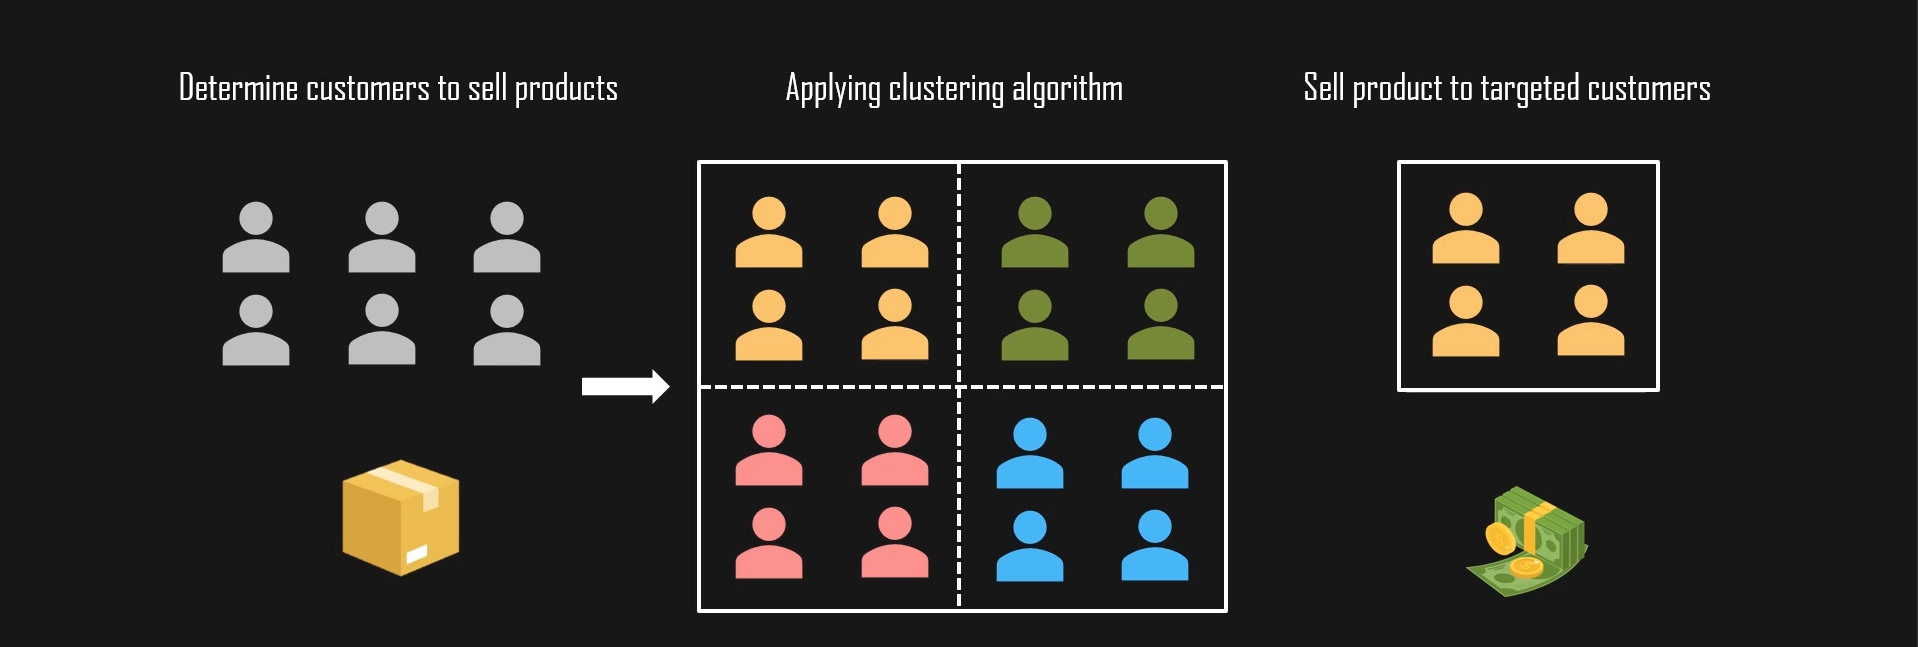 Determine customers to sell products
Applying clustering algorithm
Sell product to targeted customers